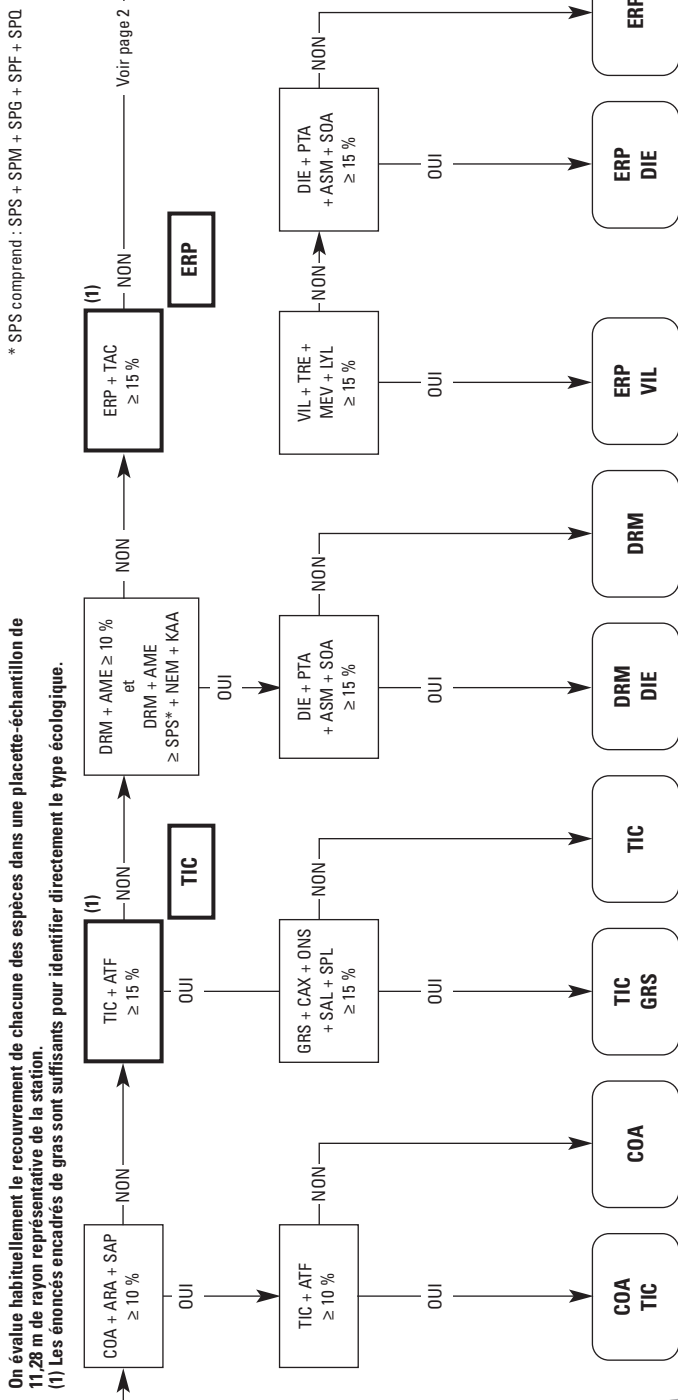 On évalue habituellement le recouvrement de chacune des espèces dans une placette-échantillon de
11,28 m de rayon représentative de la station.
(1) Les énoncés encadrés de gras sont suffisants pour identifier directement le type écologique.
* SPS comprend : SPS + SPM + SPG + SPF + SPQ
COA + ARA + SAP
≥ 10 %
NON
OUI
(1)
TIC + ATF
≥ 15 %
NON
OUI
TIC
DRM + AME ≥ 10 %
et
DRM + AME
≥ SPS* + NEM + KAA
NON
OUI
(1)
ERP + TAC
≥ 15 %
NON
Voir page 2
ERP
TIC + ATF
≥ 10 %
NON
OUI
GRS + CAX + ONS
+ SAL + SPL
≥ 15 %
NON
OUI
DIE + PTA
+ ASM + SOA
≥ 15 %
NON
OUI
VIL + TRE +
MEV + LYL
≥ 15 %
NON
OUI
DIE + PTA
+ ASM + SOA
≥ 15 %
NON
OUI
COA
TIC
COA
TIC
GRS
TIC
DRM
DIE
DRM
ERP
VIL
ERP
DIE
ERP